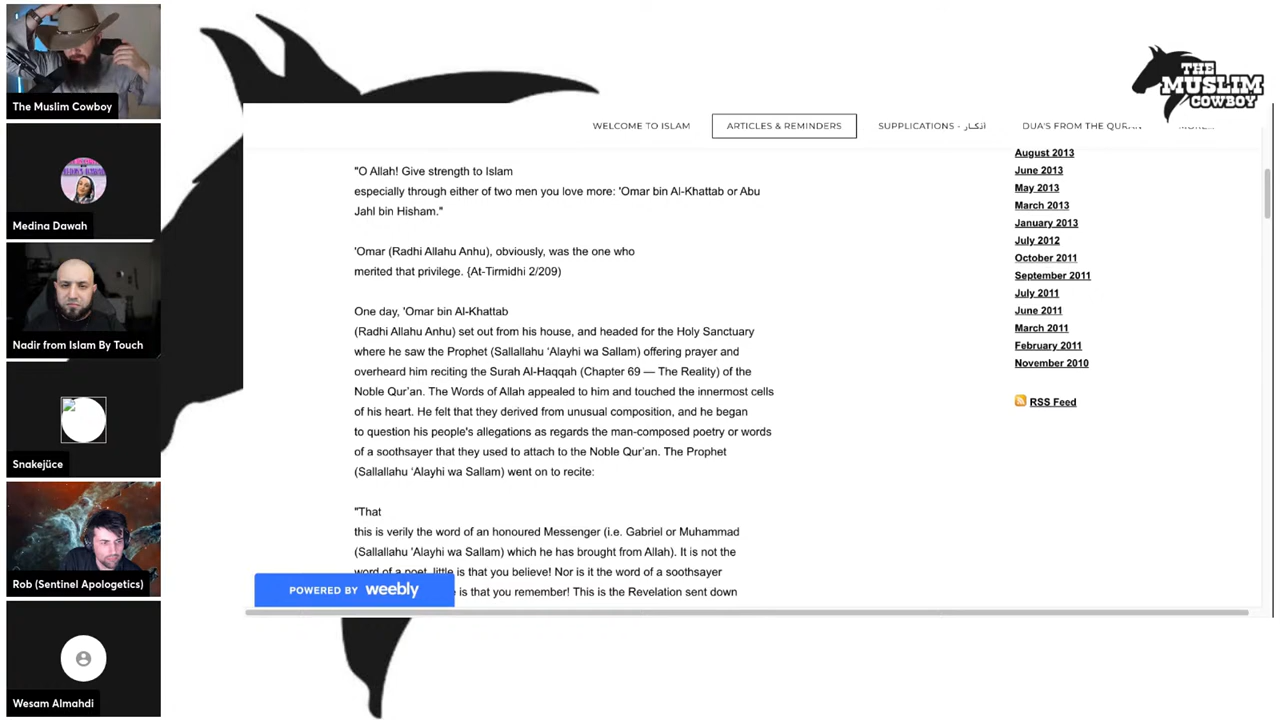 The Muslim Cowboy
Medina Dawah
Nadir from Islam By Touch
Snakejüce
Rob (Sentinel Apologetics)
Wesam Almahdi
THE
MUSLIM
COWBOY
WELCOME TO ISLAM
ARTICLES & REMINDERS
SUPPLICATIONS - اذكار
DUA'S FROM THE QURAN
MORE...
"O Allah! Give strength to Islam
especially through either of two men you love more: 'Omar bin Al-Khattab or Abu
Jahl bin Hisham."
'Omar (Radhi Allahu Anhu), obviously, was the one who
merited that privilege. {At-Tirmidhi 2/209)
One day, 'Omar bin Al-Khattab
(Radhi Allahu Anhu) set out from his house, and headed for the Holy Sanctuary
where he saw the Prophet (Sallallahu 'Alayhi wa Sallam) offering prayer and
overheard him reciting the Surah Al-Haqqah (Chapter 69 — The Reality) of the
Noble Qur'an. The Words of Allah appealed to him and touched the innermost cells
of his heart. He felt that they derived from unusual composition, and he began
to question his people's allegations as regards the man-composed poetry or words
of a soothsayer that they used to attach to the Noble Qur'an. The Prophet
(Sallallahu 'Alayhi wa Sallam) went on to recite:
"That
this is verily the word of an honoured Messenger (i.e. Gabriel or Muhammad
(Sallallahu 'Alayhi wa Sallam) which he has brought from Allah). It is not the
word of a poet, little is that you believe! Nor is it the word of a soothsayer
is that you remember! This is the Revelation sent down
POWERED BY weebly
August 2013
June 2013
May 2013
March 2013
January 2013
July 2012
October 2011
September 2011
July 2011
June 2011
March 2011
February 2011
November 2010
RSS Feed